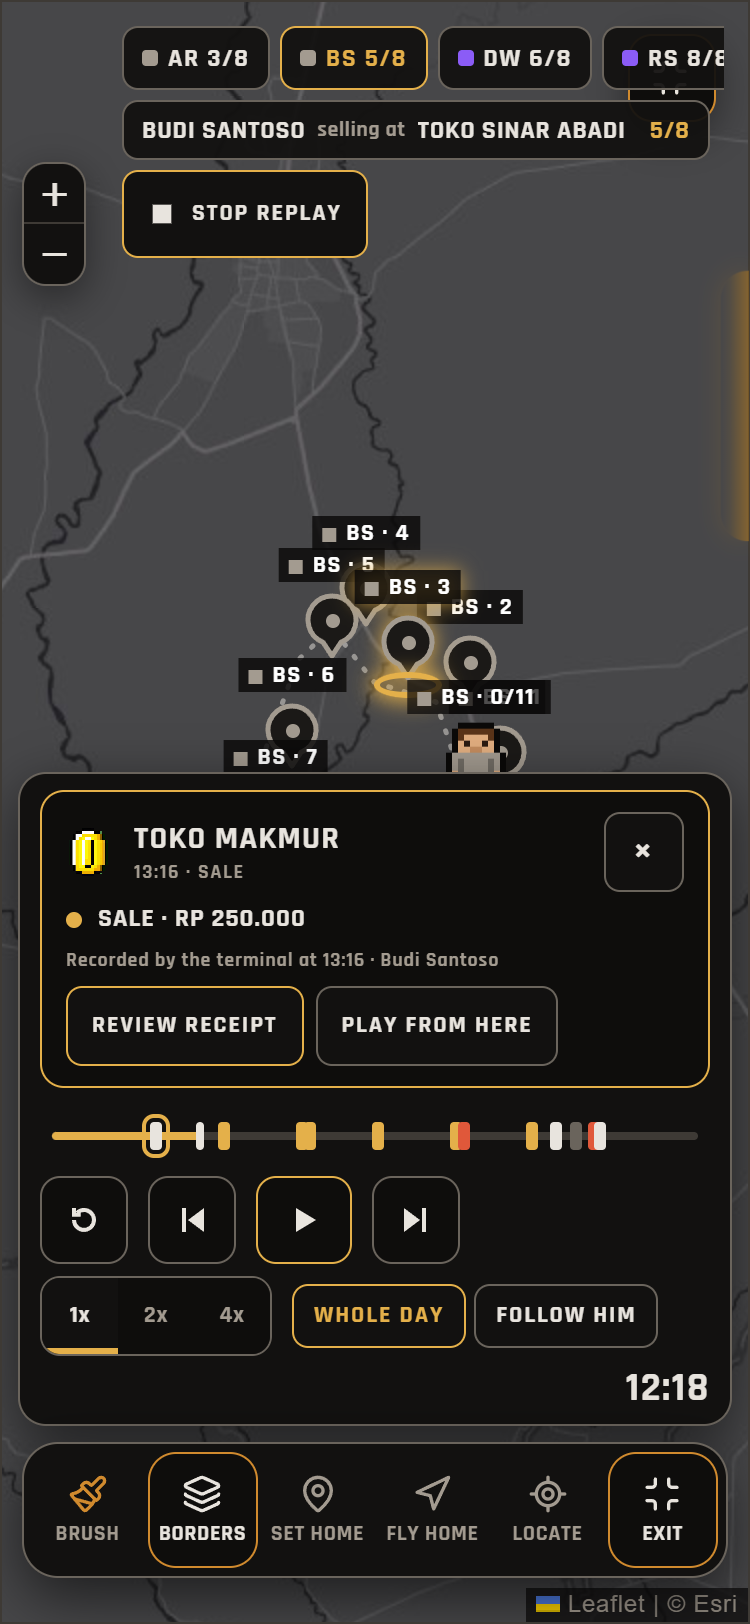 AR 3/8
BS 5/8
DW 6/8
RS 8/8
BUDI SANTOSO selling at TOKO SINAR ABADI 5/8
+
STOP REPLAY
−
BS · 4
BS · 5
BS · 3
BS · 2
BS · 6
BS · 0/11
BS · 7
TOKO MAKMUR
13:16 · SALE
×
SALE · RP 250.000
Recorded by the terminal at 13:16 · Budi Santoso
REVIEW RECEIPT
PLAY FROM HERE
1x
2x
4x
WHOLE DAY
FOLLOW HIM
12:18
BRUSH
BORDERS
SET HOME
FLY HOME
LOCATE
EXIT
Leaflet | © Esri